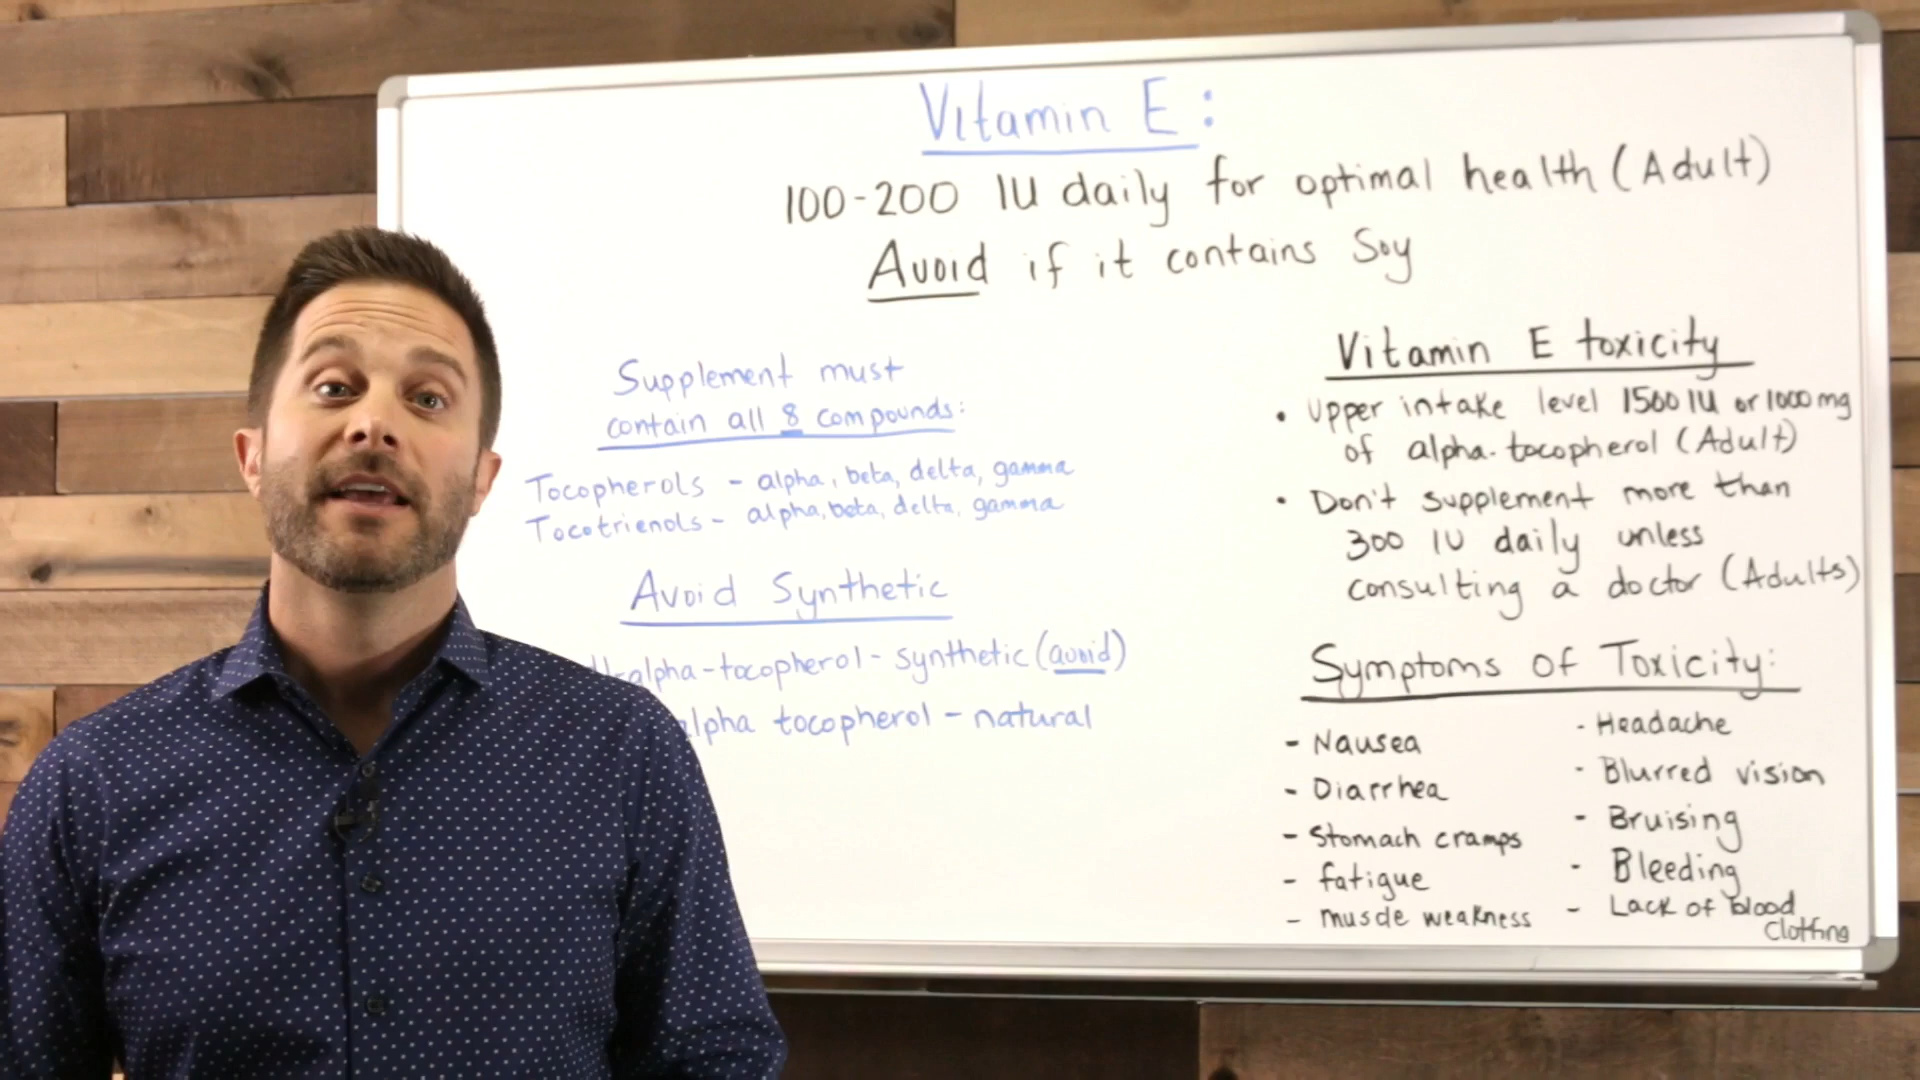 Vitamin E:
100-200 IU daily for optimal health (Adult)
Avoid if it contains Soy
Supplement must
contain all 8 compounds:
Tocopherols - alpha, beta, delta, gamma
Tocotrienols - alpha, beta, delta, gamma
Avoid Synthetic
-alpha-tocopherol - synthetic (avoid)
alpha tocopherol - natural
Vitamin E toxicity
• Upper intake level 1500 IU or 1000 mg
of alpha-tocopherol (Adult)
• Don't supplement more than
300 IU daily unless
consulting a doctor (Adults)
Symptoms of Toxicity:
- Nausea
- Diarrhea
- Stomach cramps
- fatigue
- muscle weakness
- Headache
- Blurred vision
- Bruising
- Bleeding
- Lack of blood
Clotting